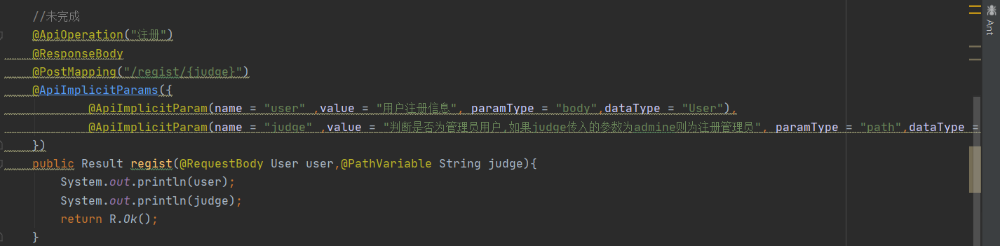 //未完成
@ApiOperation("注册")
@ResponseBody
@PostMapping("/regist/{judge}")
@ApiImplicitParams({
@ApiImplicitParam(name = "user" ,value = "用户注册信息", paramType = "body",dataType = "User"),
@ApiImplicitParam(name = "judge" ,value = "判断是否为管理员用户,如果judge传入的参数为admine则为注册管理员", paramType = "path",dataType =
})
public Result regist(@RequestBody User user,@PathVariable String judge){
System.out.println(user);
System.out.println(judge);
return R.Ok();
}
Ant